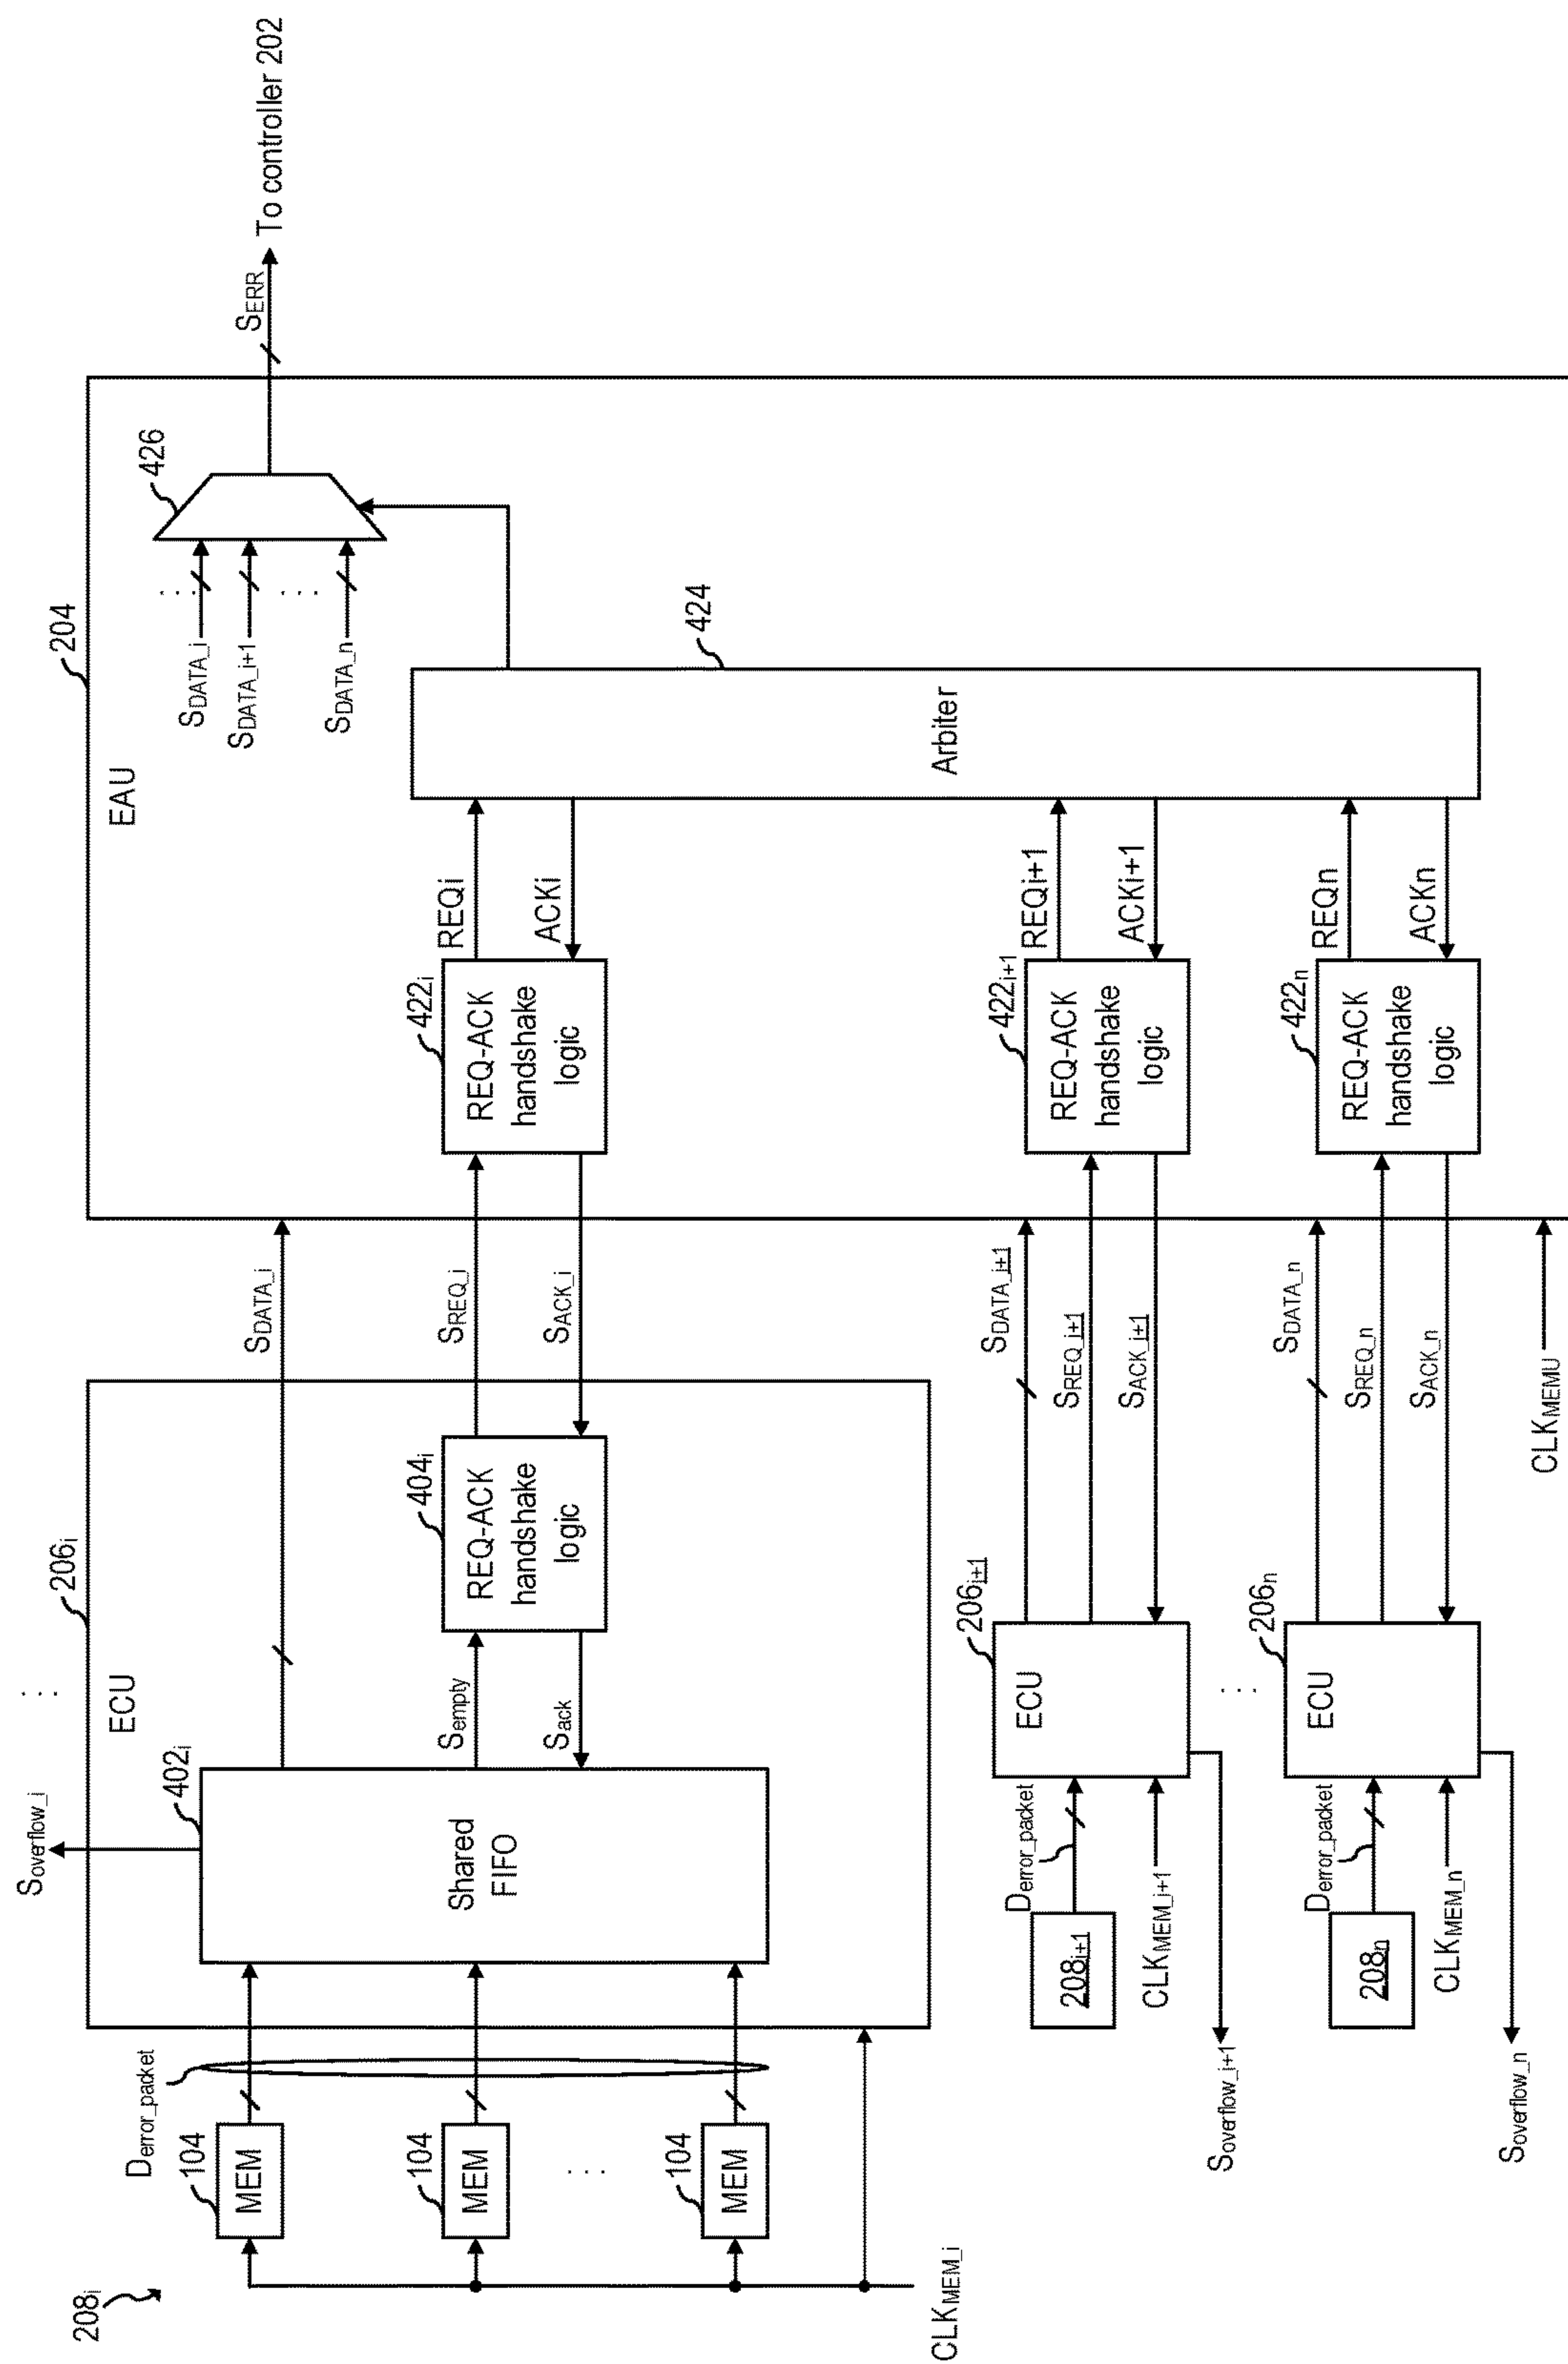 208i
CLKMEM_i
104
MEM
104
MEM
. . .
104
MEM
Derror_packet
Soverflow_i
. . .
206i
ECU
402i
Shared
FIFO
Sempty
Sack
404i
REQ-ACK
handshake
logic
SDATA_i
SREQ_i
SACK_i
204
EAU
422i
REQ-ACK
handshake
logic
REQi
ACKi
424
Arbiter
426
. . .
SDATA_i
SDATA_i+1
. . .
SDATA_n
SERR
To controller 202
208i+1
Derror_packet
CLKMEM_i+1
Soverflow_i+1
206i+1
ECU
SDATA_i+1
SREQ_i+1
SACK_i+1
422i+1
REQ-ACK
handshake
logic
REQi+1
ACKi+1
. . .
208n
Derror_packet
CLKMEM_n
Soverflow_n
206n
ECU
SDATA_n
SREQ_n
SACK_n
422n
REQ-ACK
handshake
logic
REQn
ACKn
CLKMEMU